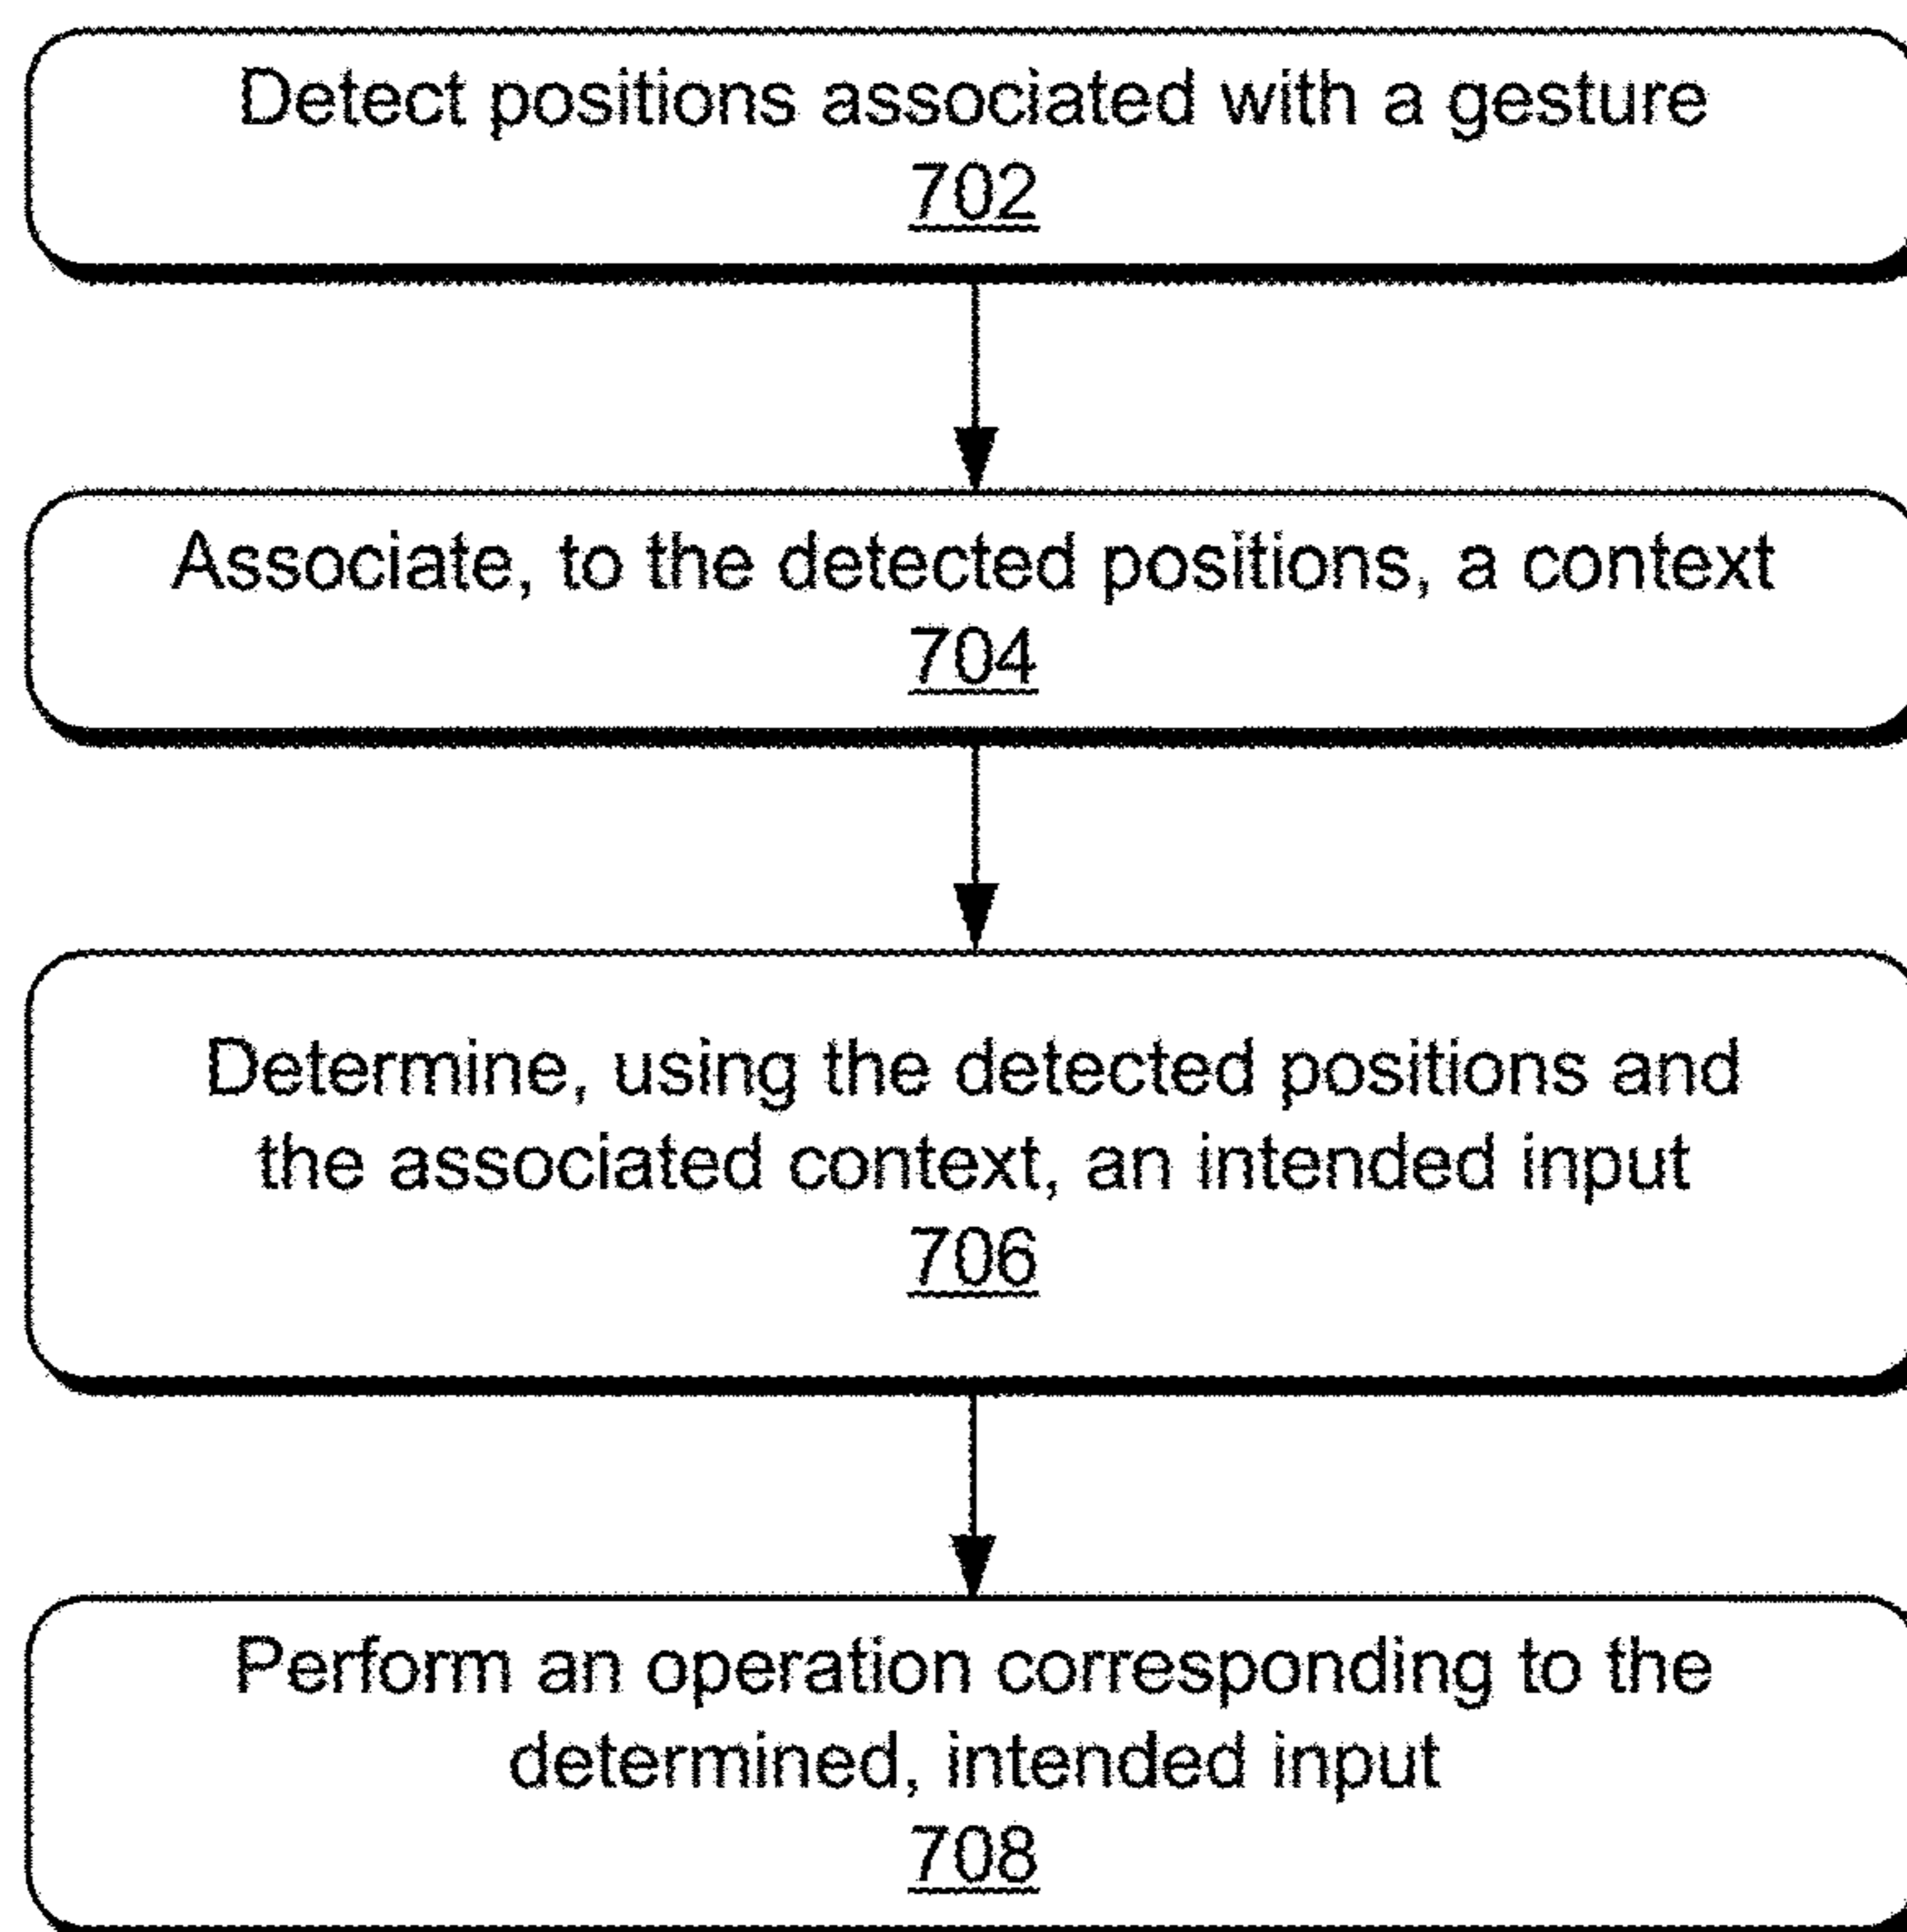 Detect positions associated with a gesture
702
Associate, to the detected positions, a context
704
Determine, using the detected positions and
the associated context, an intended input
706
Perform an operation corresponding to the
determined, intended input
708